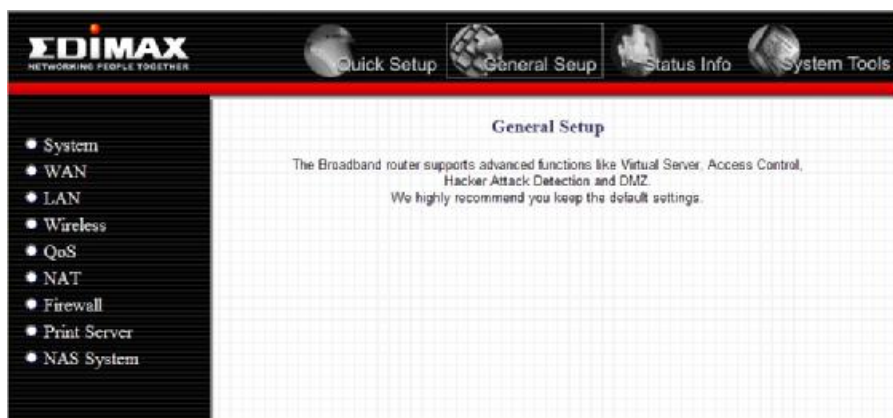 EDIMAX
NETWORKING PEOPLE TOGETHER
Quick Setup
General Seup
Status Info
System Tools
System
WAN
LAN
Wireless
QoS
NAT
Firewall
Print Server
NAS System
General Setup
The Broadband router supports advanced functions like Virtual Server, Access Control,
Hacker Attack Detection and DMZ.
We highly recommend you keep the default settings.